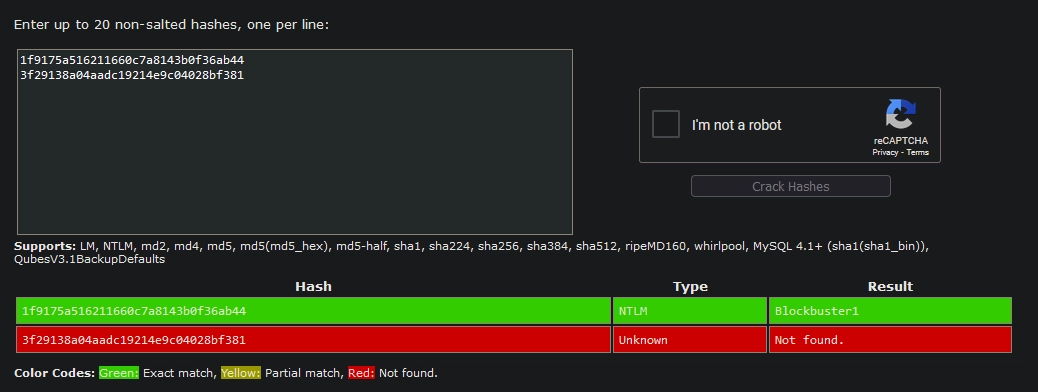 Enter up to 20 non-salted hashes, one per line:
1f9175a516211660c7a8143b0f36ab44
3f29138a04aadc19214e9c04028bf381
I'm not a robot
reCAPTCHA
Privacy - Terms
Crack Hashes
Supports: LM, NTLM, md2, md4, md5, md5(md5_hex), md5-half, sha1, sha224, sha256, sha384, sha512, ripeMD160, whirlpool, MySQL 4.1+ (sha1(sha1_bin)),
QubesV3.1BackupDefaults
Hash Type Result
1f9175a516211660c7a8143b0f36ab44 NTLM Blockbuster1
3f29138a04aadc19214e9c04028bf381 Unknown Not found.
Color Codes: Green: Exact match, Yellow: Partial match, Red: Not found.